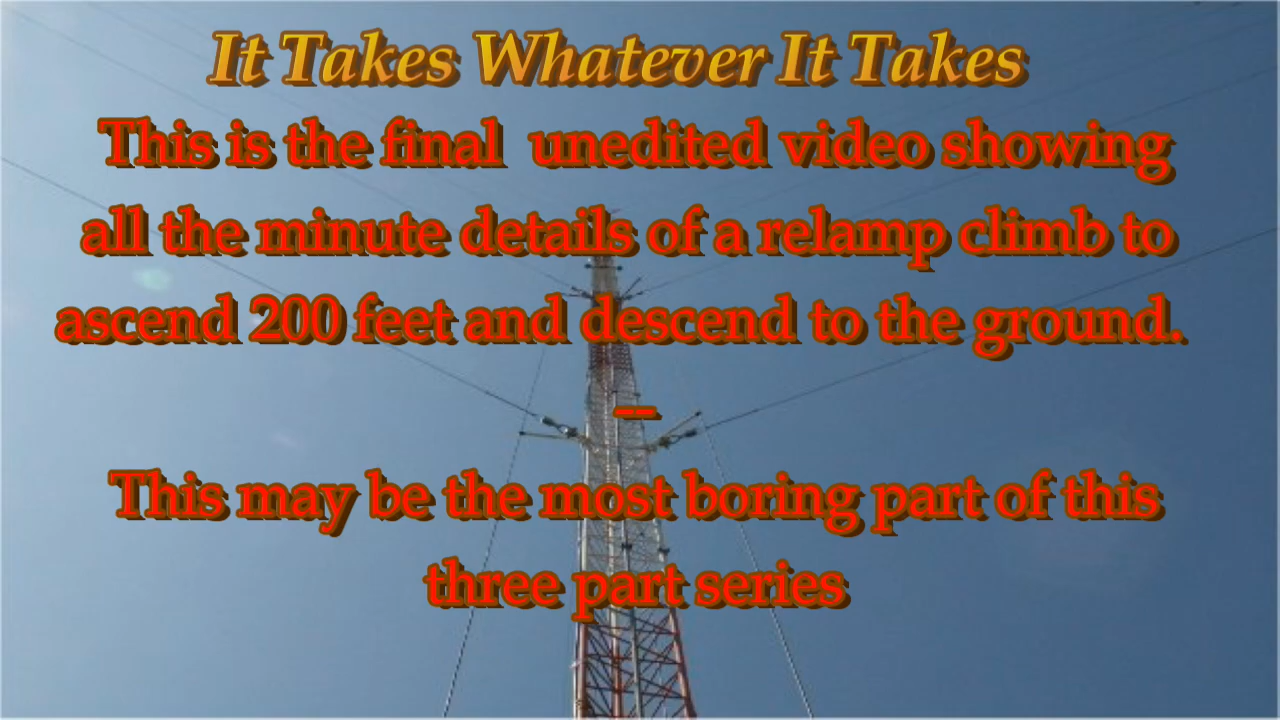 It Takes Whatever It Takes
This is the final unedited video showing
all the minute details of a relamp climb to
ascend 200 feet and descend to the ground.
--
This may be the most boring part of this
three part series